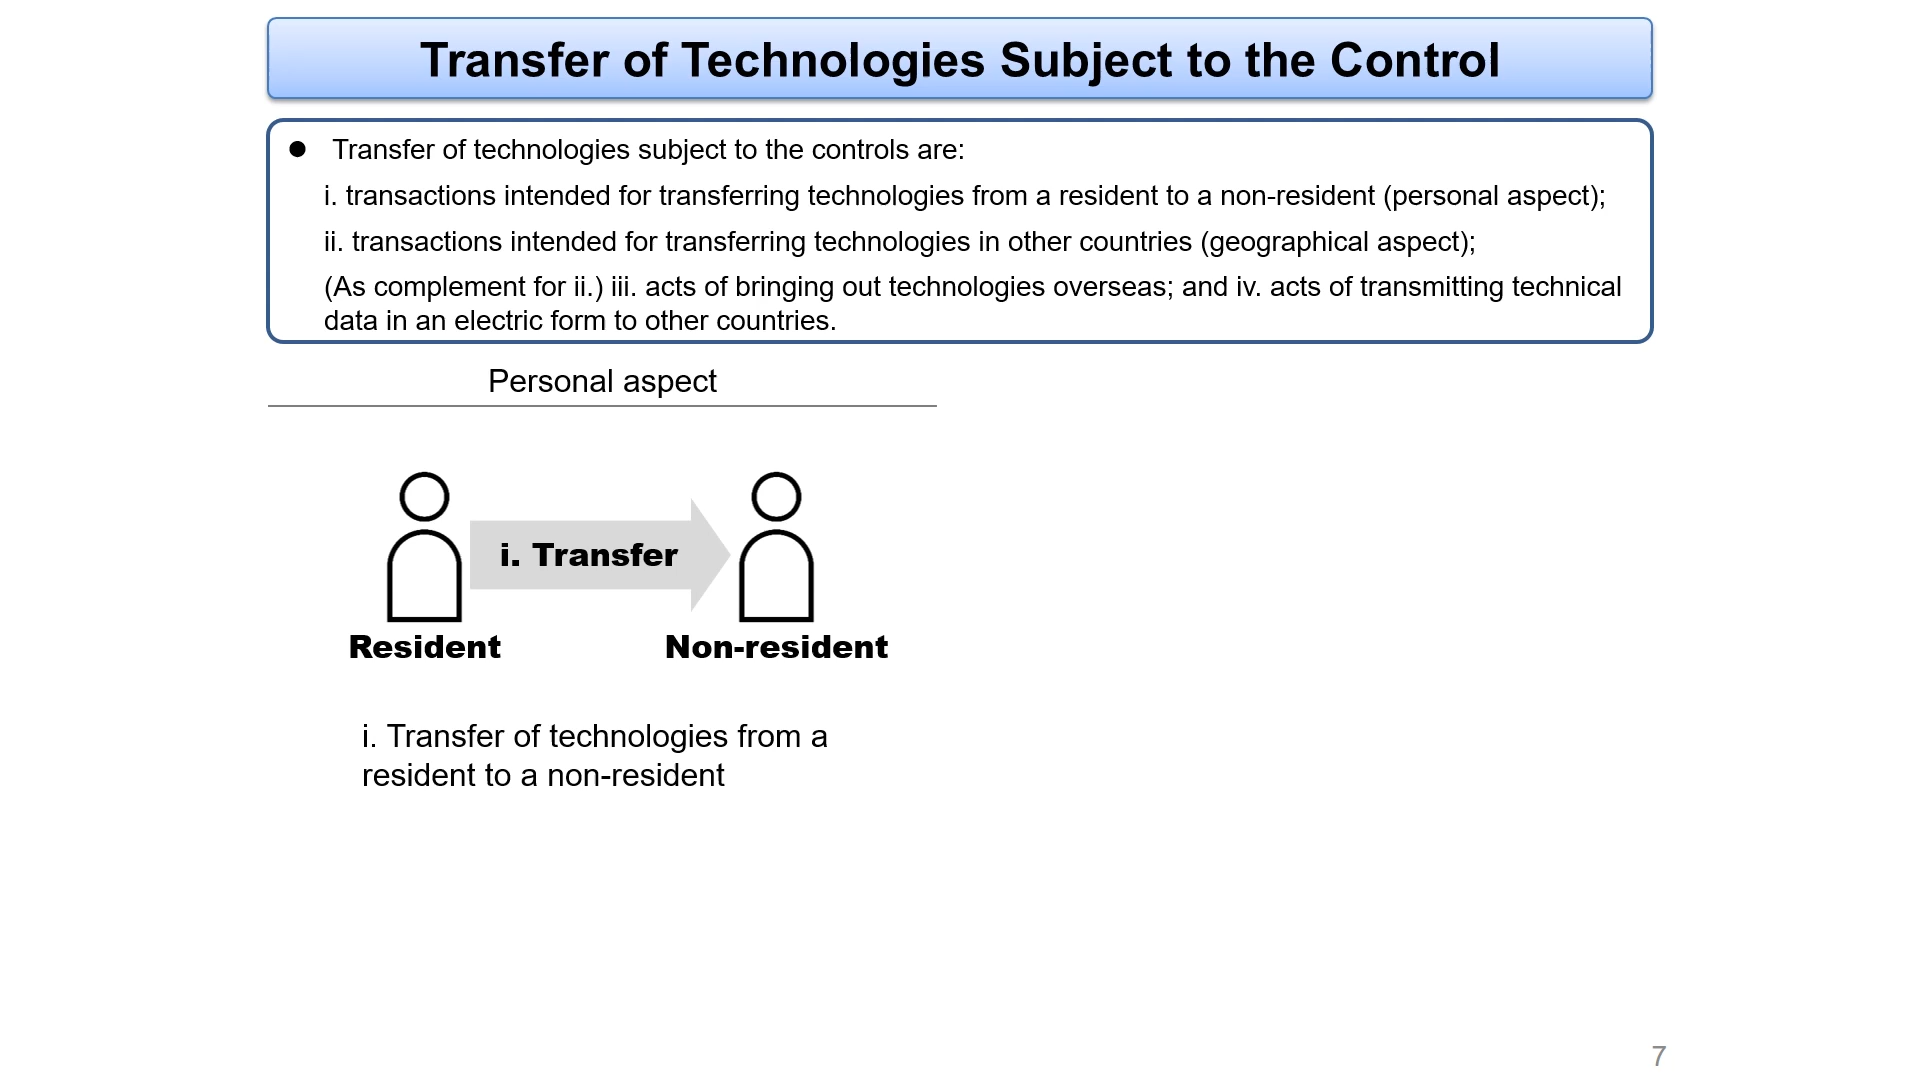 Transfer of Technologies Subject to the Control
● Transfer of technologies subject to the controls are:
i. transactions intended for transferring technologies from a resident to a non-resident (personal aspect);
ii. transactions intended for transferring technologies in other countries (geographical aspect);
(As complement for ii.) iii. acts of bringing out technologies overseas; and iv. acts of transmitting technical
data in an electric form to other countries.
Personal aspect
i. Transfer
Resident
Non-resident
i. Transfer of technologies from a
resident to a non-resident
7